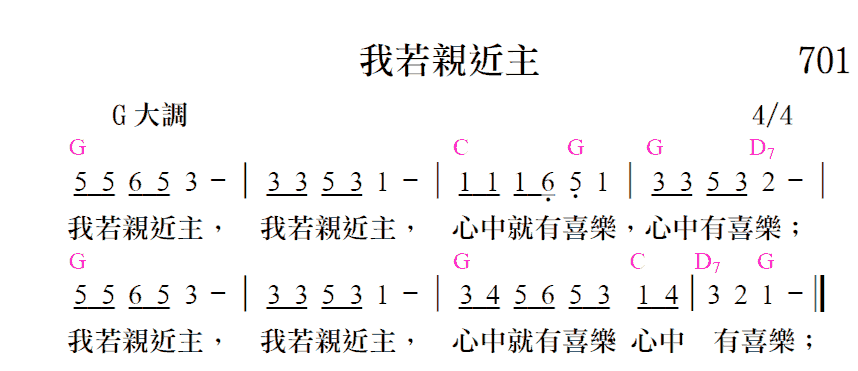 我若親近主 701
G 大調 4/4
G C G G D7
5 5 6 5 3 - | 3 3 5 3 1 - | 1 1 1 6 5 1 | 3 3 5 3 2 - |
我若親近主， 我若親近主， 心中就有喜樂，心中有喜樂；
G G C D7 G
5 5 6 5 3 - | 3 3 5 3 1 - | 3 4 5 6 5 3 1 4 | 3 2 1 - ||
我若親近主， 我若親近主， 心中就有喜樂 心中 有喜樂；